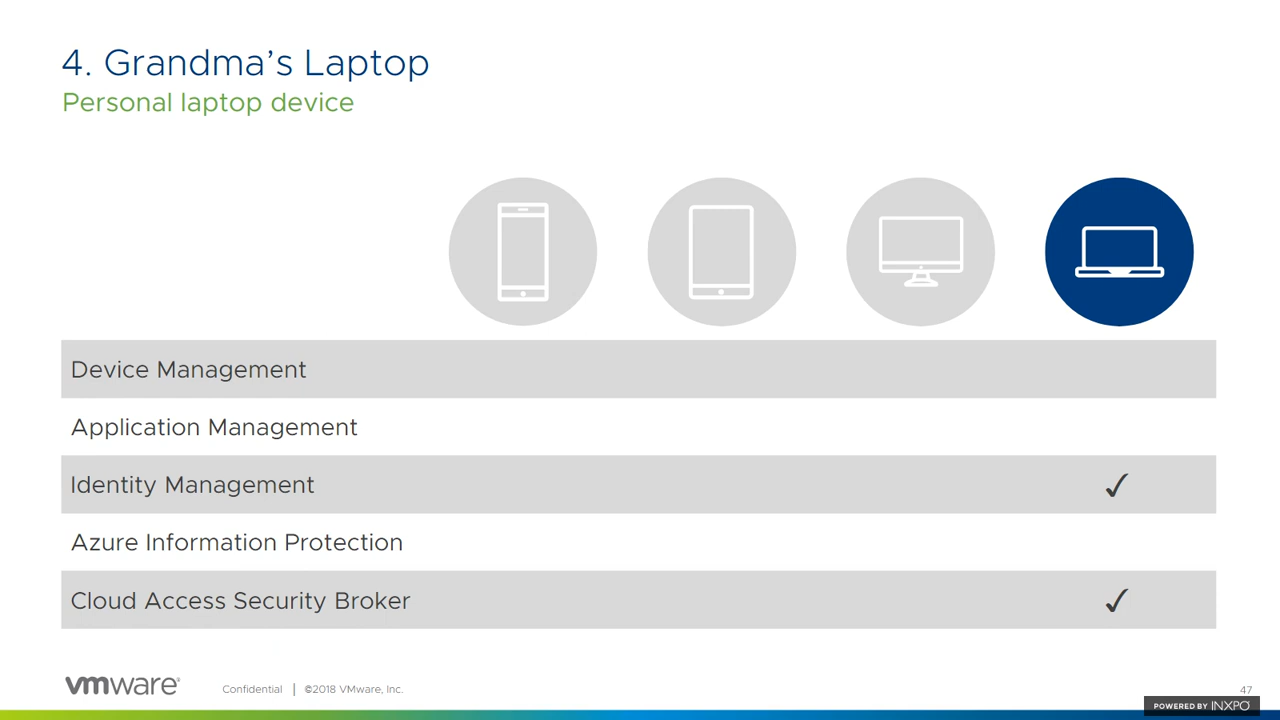 4. Grandma’s Laptop
Personal laptop device
Device Management
Application Management
Identity Management ✓
Azure Information Protection
Cloud Access Security Broker ✓
vmware® Confidential | ©2018 VMware, Inc. 47
POWERED BY INXPO